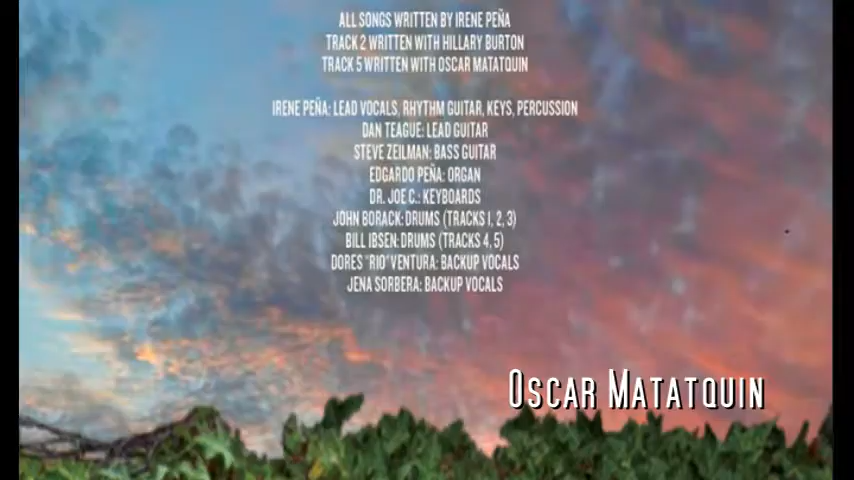 ALL SONGS WRITTEN BY IRENE PEÑA
TRACK 2 WRITTEN WITH HILLARY BURTON
TRACK 5 WRITTEN WITH OSCAR MATATQUIN
IRENE PEÑA: LEAD VOCALS, RHYTHM GUITAR, KEYS, PERCUSSION
DAN TEAGUE: LEAD GUITAR
STEVE ZEILMAN: BASS GUITAR
EDGARDO PEÑA: ORGAN
DR. JOE C.: KEYBOARDS
JOHN BORACK: DRUMS (TRACKS 1, 2, 3)
BILL IBSEN: DRUMS (TRACKS 4, 5)
DORES "RIO" VENTURA: BACKUP VOCALS
JENA SORBERA: BACKUP VOCALS
OSCAR MATATQUIN